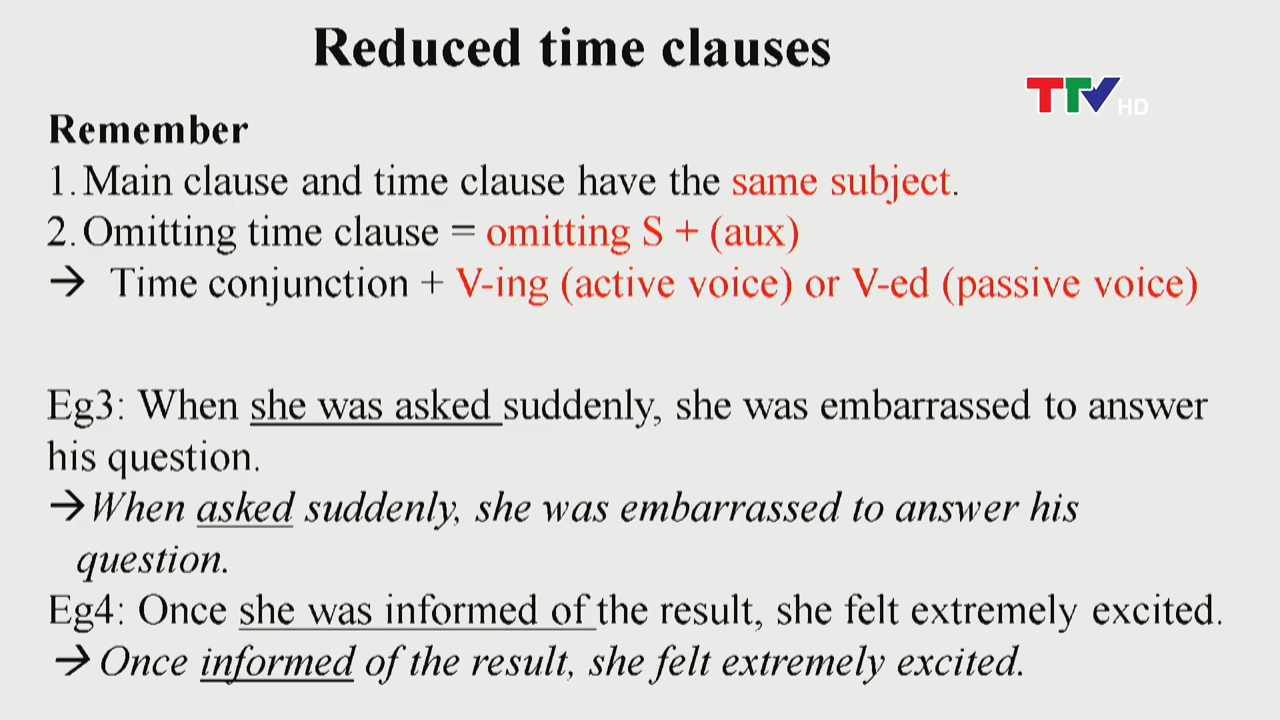 Reduced time clauses
TTV HD
Remember
1. Main clause and time clause have the same subject.
2. Omitting time clause = omitting S + (aux)
→ Time conjunction + V-ing (active voice) or V-ed (passive voice)
Eg3: When she was asked suddenly, she was embarrassed to answer
his question.
→When asked suddenly, she was embarrassed to answer his
question.
Eg4: Once she was informed of the result, she felt extremely excited.
→ Once informed of the result, she felt extremely excited.